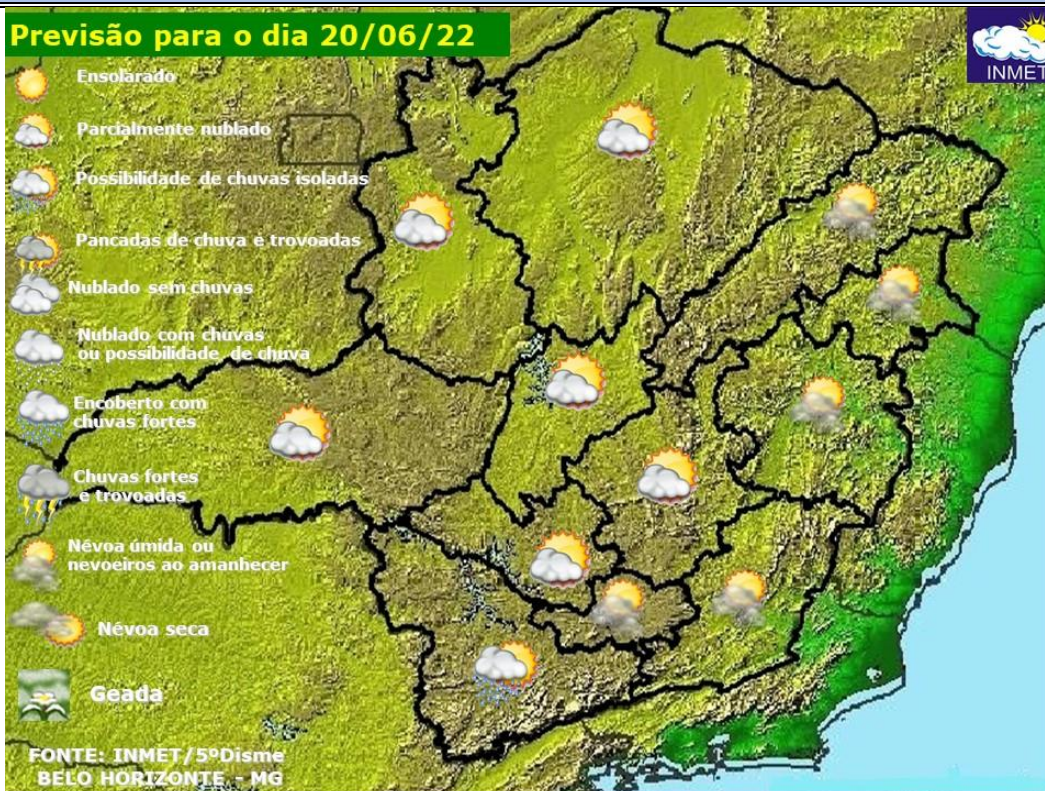 Previsão para o dia 20/06/22
INMET
Ensolarado
Parcialmente nublado
Possibilidade de chuvas isoladas
Pancadas de chuva e trovoadas
Nublado sem chuvas
Nublado com chuvas
ou possibilidade de chuva
Encoberto com
chuvas fortes
Chuvas fortes
e trovoadas
Névoa úmida ou
nevoeiros ao amanhecer
Névoa seca
Geada
FONTE: INMET/5ºDisme
BELO HORIZONTE - MG